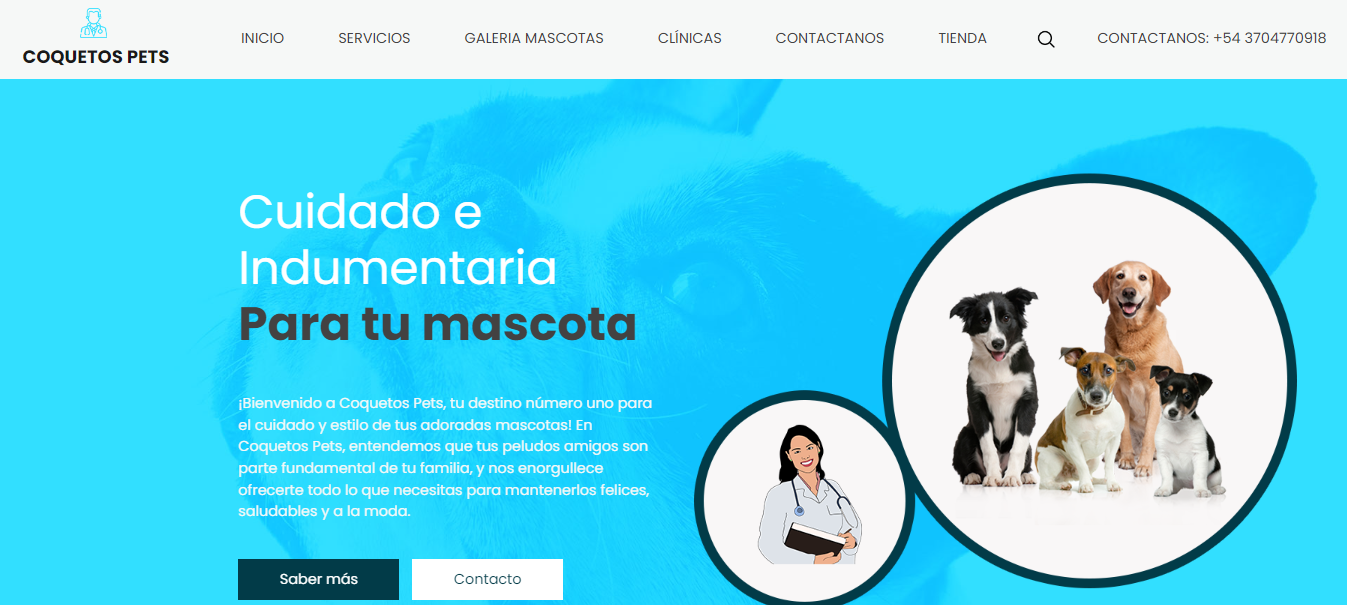 COQUETOS PETS
INICIO
SERVICIOS
GALERIA MASCOTAS
CLÍNICAS
CONTACTANOS
TIENDA
CONTACTANOS: +54 3704770918
Cuidado e
Indumentaria
Para tu mascota
¡Bienvenido a Coquetos Pets, tu destino número uno para
el cuidado y estilo de tus adoradas mascotas! En
Coquetos Pets, entendemos que tus peludos amigos son
parte fundamental de tu familia, y nos enorgullece
ofrecerte todo lo que necesitas para mantenerlos felices,
saludables y a la moda.
Saber más
Contacto